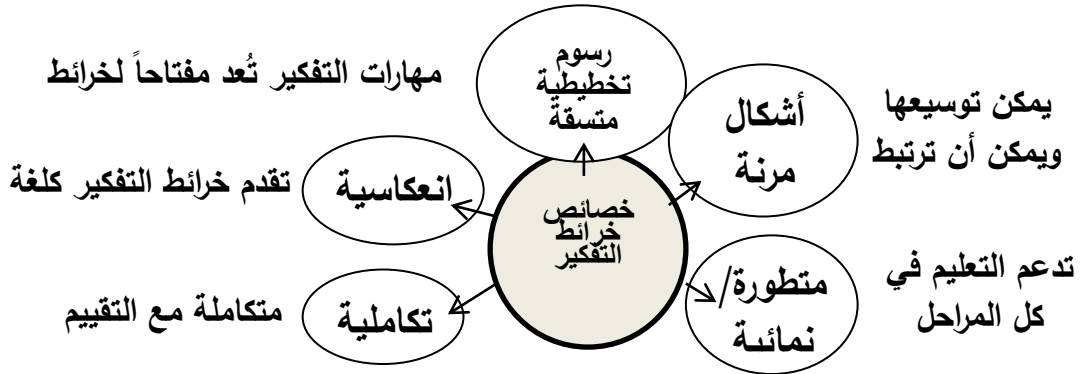 رسوم
تخطيطية
متسقة
مهارات التفكير تُعد مفتاحاً لخرائط
أشكال
مرنة
يمكن توسيعها
ويمكن أن ترتبط
انعكاسية
تقدم خرائط التفكير كلغة
خصائص
خرائط
التفكير
متطورة/
نمائية
تدعم التعليم في
كل المراحل
تكاملية
متكاملة مع التقييم